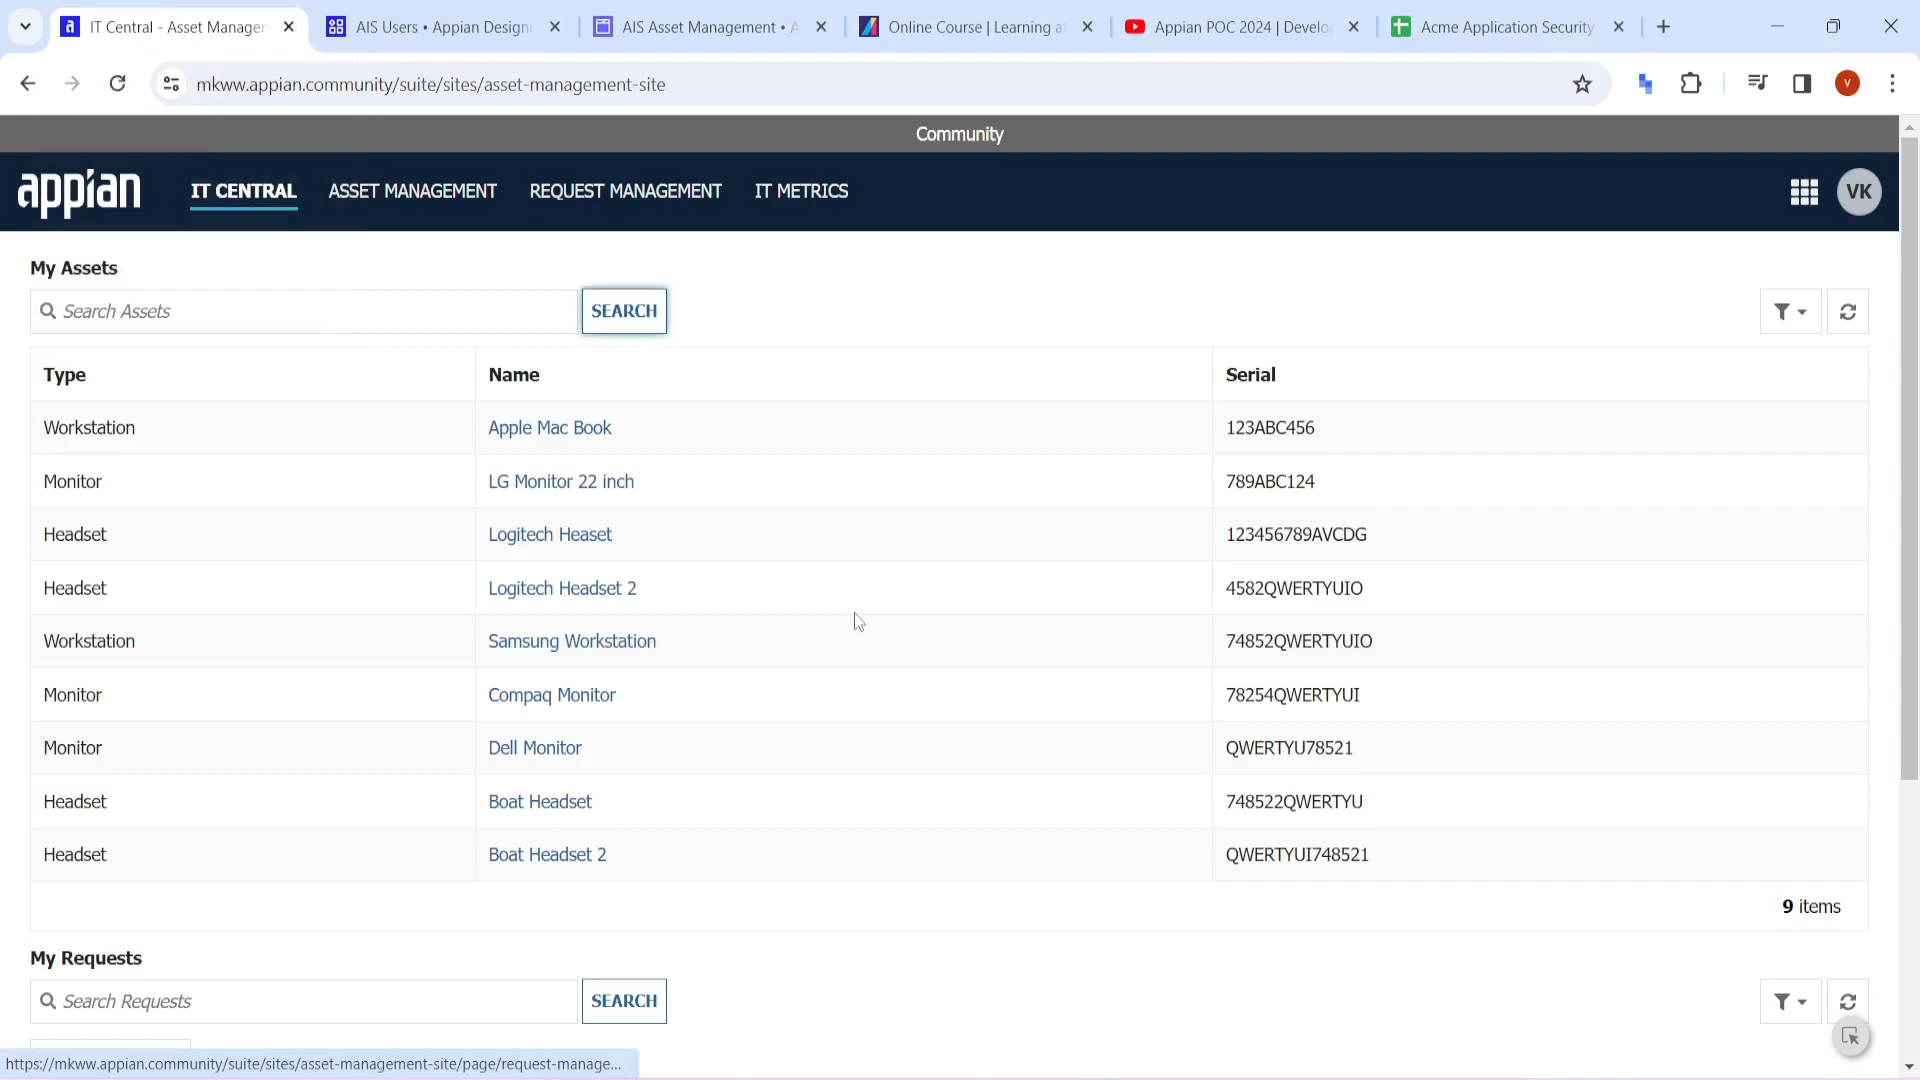 IT Central - Asset Manager
AIS Users • Appian Design
AIS Asset Management • A
Online Course | Learning a
Appian POC 2024 | Develo
Acme Application Security
mkww.appian.community/suite/sites/asset-management-site
V
Community
appian
IT CENTRAL
ASSET MANAGEMENT
REQUEST MANAGEMENT
IT METRICS
VK
My Assets
Search Assets
SEARCH
Type Name Serial
Workstation Apple Mac Book 123ABC456
Monitor LG Monitor 22 inch 789ABC124
Headset Logitech Heaset 123456789AVCDG
Headset Logitech Headset 2 4582QWERTYUIO
Workstation Samsung Workstation 74852QWERTYUIO
Monitor Compaq Monitor 78254QWERTYUI
Monitor Dell Monitor QWERTYU78521
Headset Boat Headset 748522QWERTYU
Headset Boat Headset 2 QWERTYUI748521
9 items
My Requests
Search Requests
SEARCH
https://mkww.appian.community/suite/sites/asset-management-site/page/request-manage...